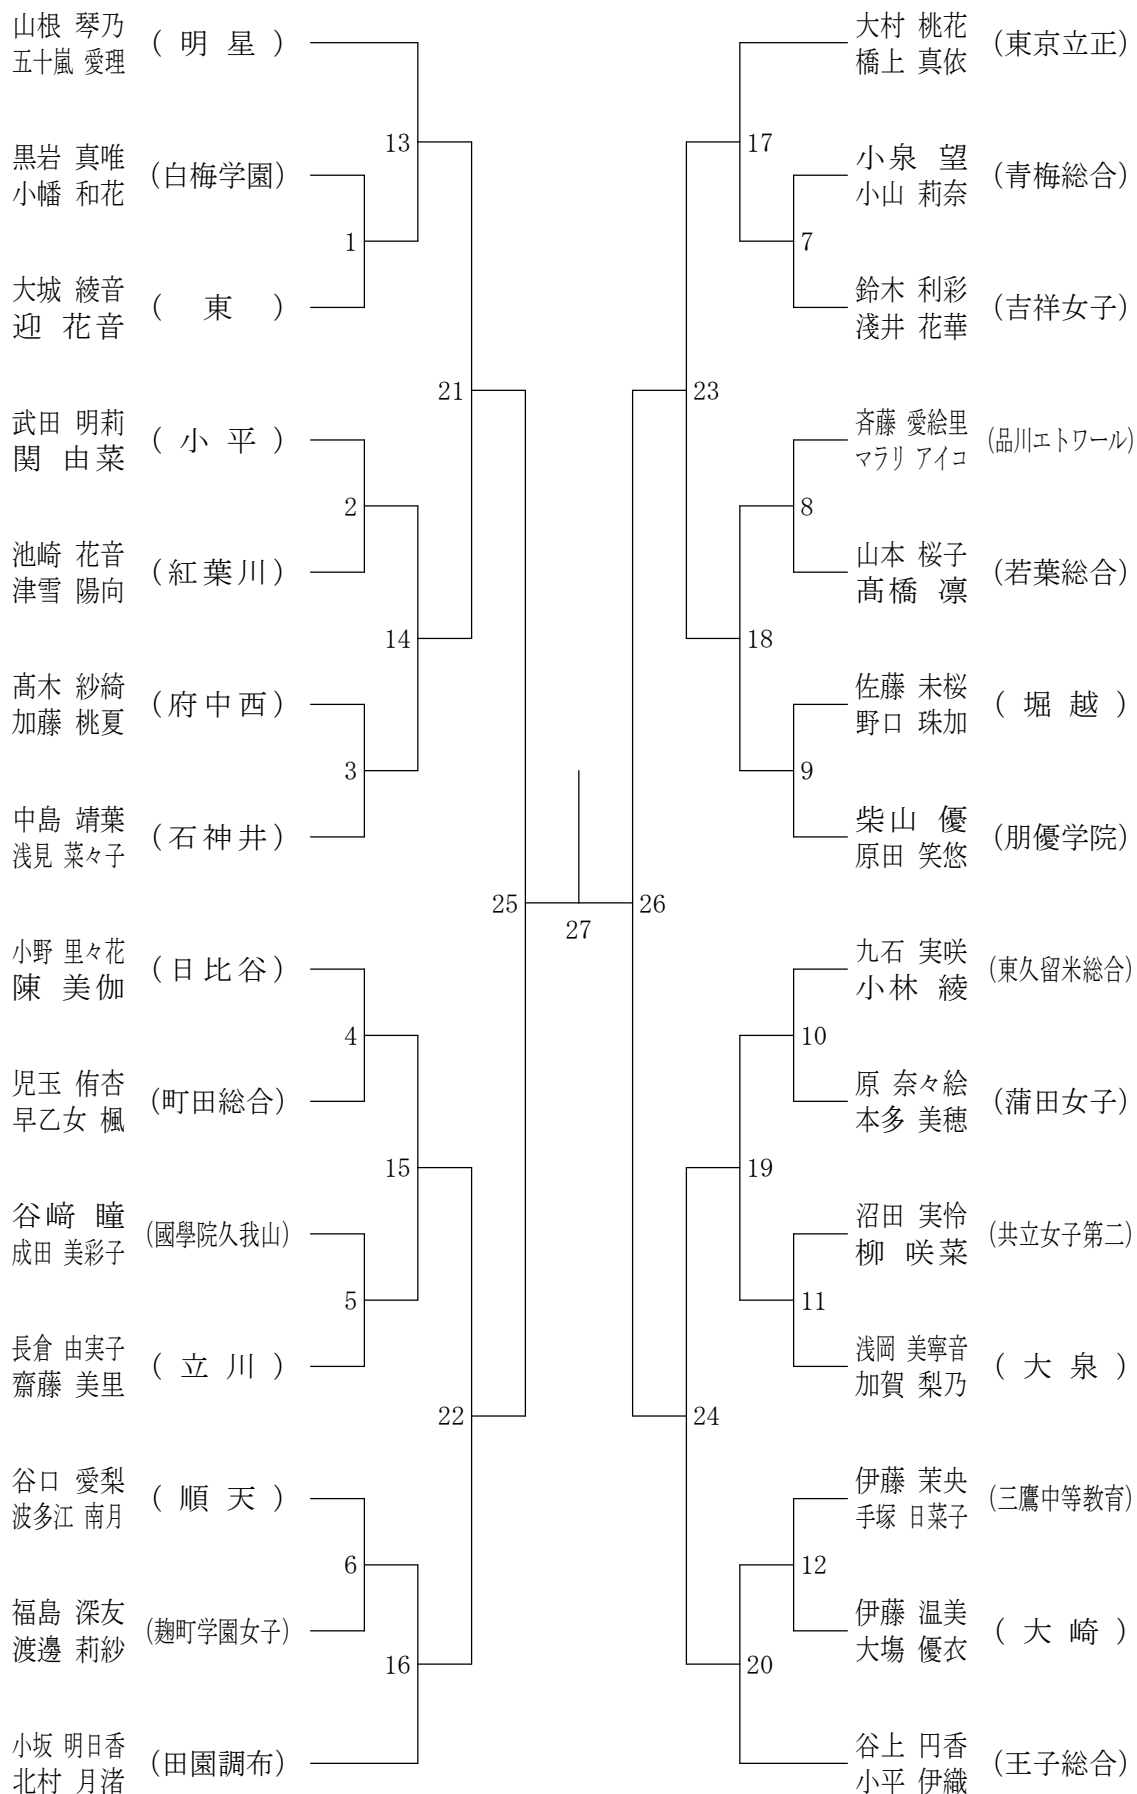 山根 琴乃
五十嵐 愛理
( 明 星 )
13
黒岩 真唯
小幡 和花
(白梅学園)
1
大城 綾音
迎 花音
( 東 )
21
武田 明莉
関 由菜
( 小 平 )
2
池崎 花音
津雪 陽向
(紅葉川)
14
髙木 紗綺
加藤 桃夏
(府中西)
3
中島 靖葉
浅見 菜々子
(石神井)
25
小野 里々花
陳 美伽
(日比谷)
4
児玉 侑杏
早乙女 楓
(町田総合)
15
谷﨑 瞳
成田 美彩子
(國學院久我山)
5
長倉 由実子
齋藤 美里
( 立 川 )
22
谷口 愛梨
波多江 南月
( 順 天 )
6
福島 深友
渡邊 莉紗
(麹町学園女子)
16
小坂 明日香
北村 月渚
(田園調布)
27
大村 桃花
橋上 真依
(東京立正)
17
小泉 望
小山 莉奈
(青梅総合)
7
鈴木 利彩
淺井 花華
(吉祥女子)
23
斉藤 愛絵里
マラリ アイコ
(品川エトワール)
8
山本 桜子
髙橋 凛
(若葉総合)
18
佐藤 未桜
野口 珠加
( 堀 越 )
9
柴山 優
原田 笑悠
(朋優学院)
26
九石 実咲
小林 綾
(東久留米総合)
10
原 奈々絵
本多 美穂
(蒲田女子)
19
沼田 実怜
柳 咲菜
(共立女子第二)
11
浅岡 美寧音
加賀 梨乃
( 大 泉 )
24
伊藤 茉央
手塚 日菜子
(三鷹中等教育)
12
伊藤 温美
大塲 優衣
( 大 崎 )
20
谷上 円香
小平 伊織
(王子総合)